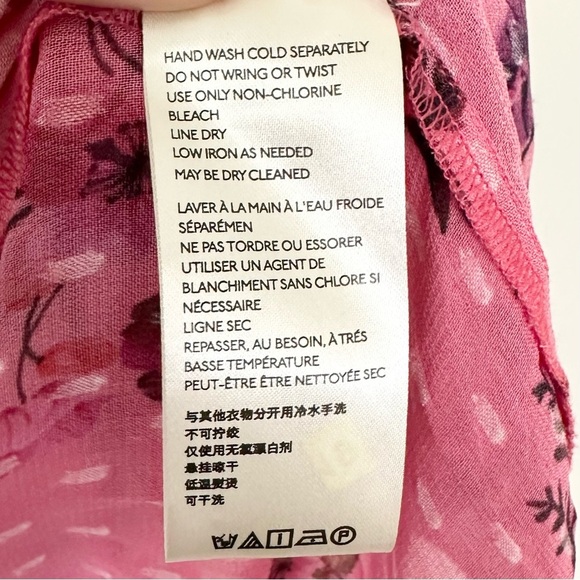 HAND WASH COLD SEPARATELY
DO NOT WRING OR TWIST
USE ONLY NON-CHLORINE
BLEACH
LINE DRY
LOW IRON AS NEEDED
MAY BE DRY CLEANED
LAVER À LA MAIN À L'EAU FROIDE
SÉPARÉMEN
NE PAS TORDRE OU ESSORER
UTILISER UN AGENT DE
BLANCHIMENT SANS CHLORE SI
NÉCESSAIRE
LIGNE SEC
REPASSER, AU BESOIN, À TRÉS
BASSE TEMPÉRATURE
PEUT-ÊTRE ÊTRE NETTOYÉE SEC
与其他衣物分开用冷水手洗
不可拧绞
仅使用无氯漂白剂
悬挂晾干
低温熨烫
可干洗
P